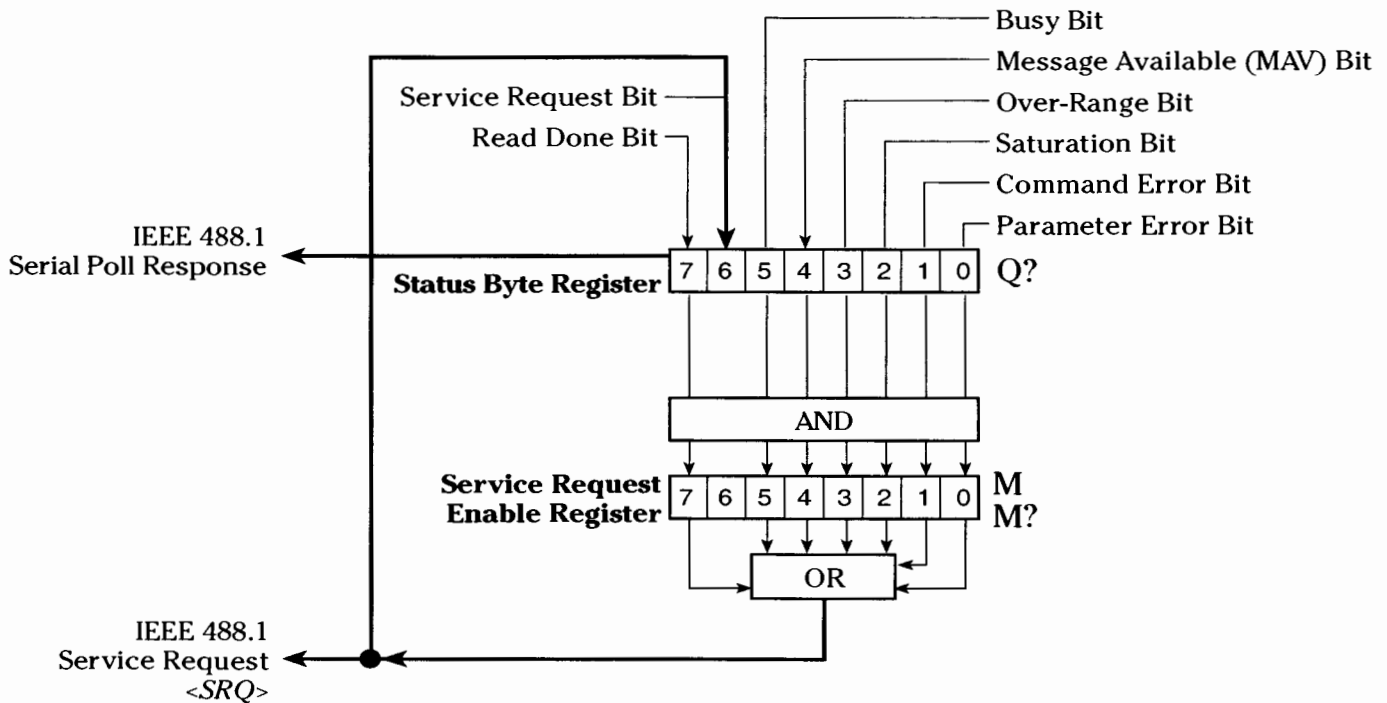 Busy Bit
Message Available (MAV) Bit
Service Request Bit
Over-Range Bit
Read Done Bit
Saturation Bit
Command Error Bit
Parameter Error Bit
IEEE 488.1
Serial Poll Response
Status Byte Register
7 6 5 4 3 2 1 0
Q?
AND
Service Request
Enable Register
7 6 5 4 3 2 1 0
M
M?
OR
IEEE 488.1
Service Request
<SRQ>